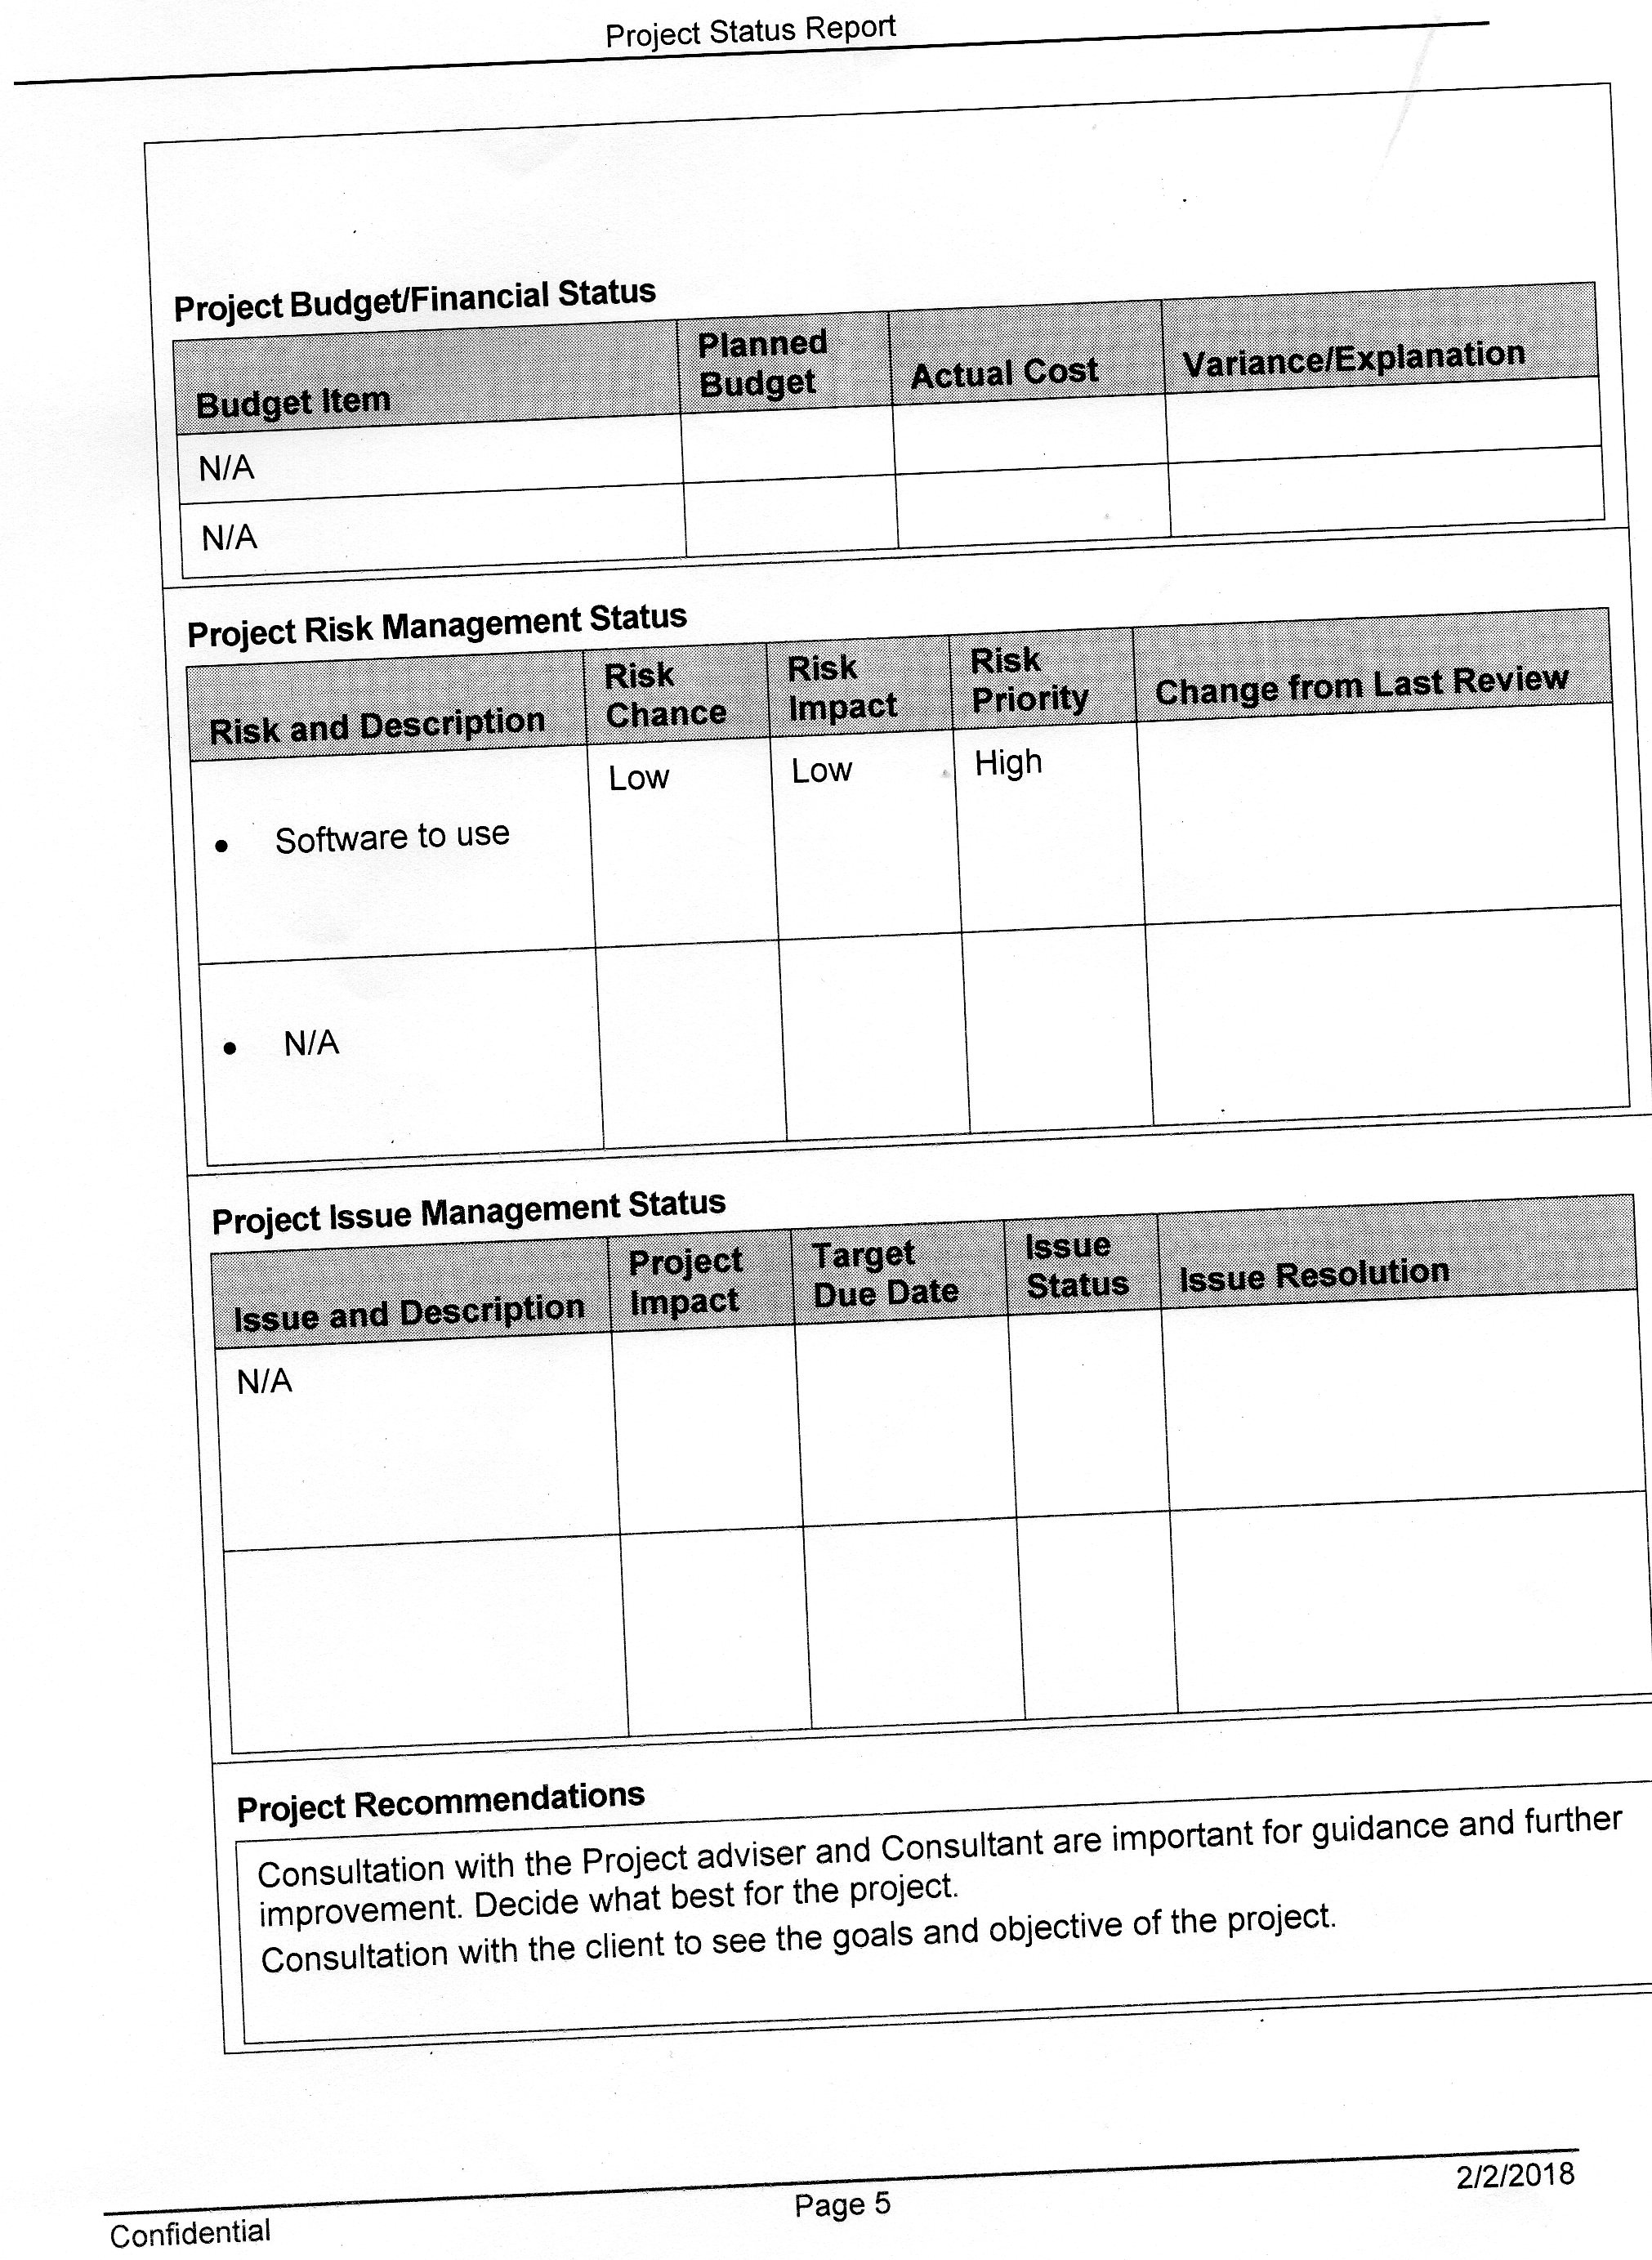 Project Status Report
Project Budget/Financial Status
Budget Item
Planned
Budget
Actual Cost
Variance/Explanation
N/A
N/A
Project Risk Management Status
Risk and Description
Risk
Chance
Risk
Impact
Risk
Priority
Change from Last Review
• Software to use
Low
Low
High
• N/A
Project Issue Management Status
Issue and Description
Project
Impact
Target
Due Date
Issue
Status
Issue Resolution
N/A
Project Recommendations
Consultation with the Project adviser and Consultant are important for guidance and further
improvement. Decide what best for the project.
Consultation with the client to see the goals and objective of the project.
Confidential
Page 5
2/2/2018